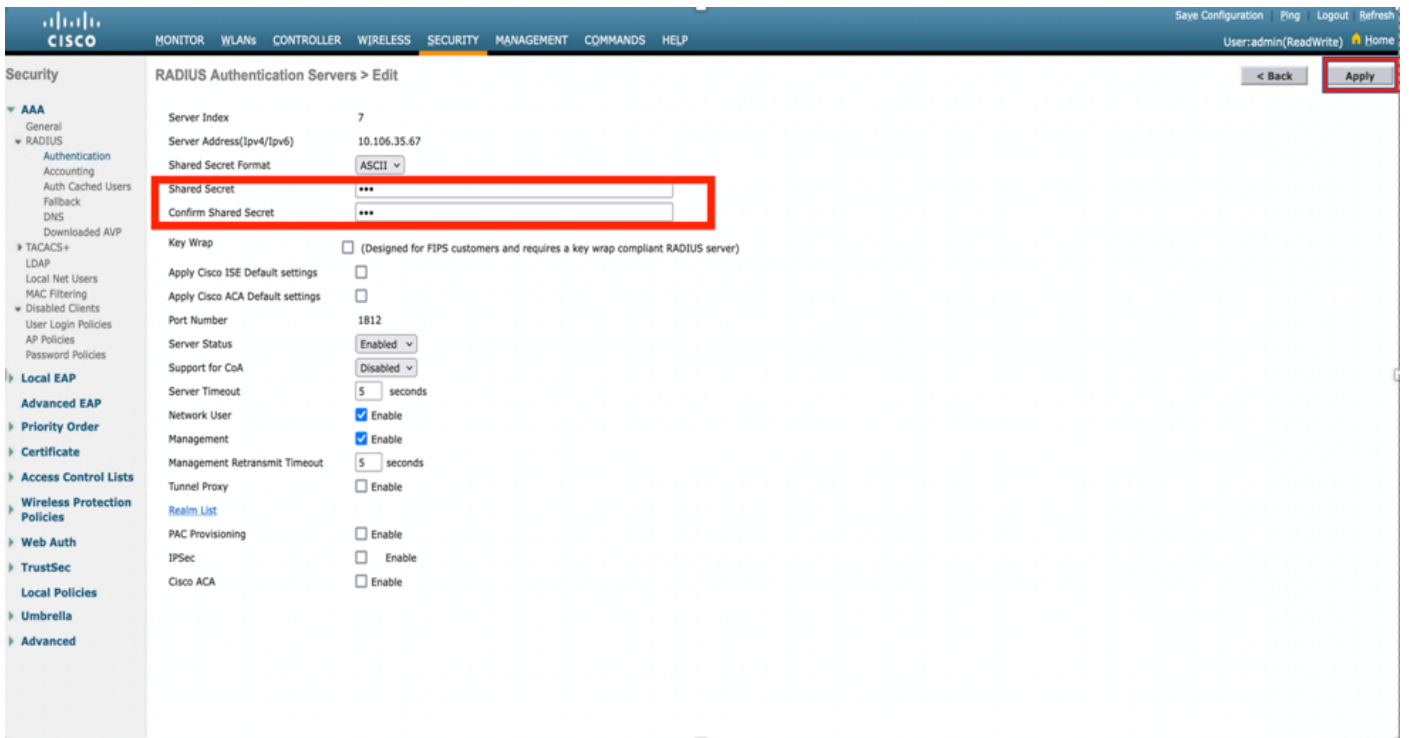 Save Configuration | Ping | Logout | Refresh
CISCO MONITOR WLANs CONTROLLER WIRELESS SECURITY MANAGEMENT COMMANDS HELP
User:admin(ReadWrite) Home
Security
AAA
General
RADIUS
Authentication
Accounting
Auth Cached Users
Fallback
DNS
Downloaded AVP
TACACS+
LDAP
Local Net Users
MAC Filtering
Disabled Clients
User Login Policies
AP Policies
Password Policies
Local EAP
Advanced EAP
Priority Order
Certificate
Access Control Lists
Wireless Protection
Policies
Web Auth
TrustSec
Local Policies
Umbrella
Advanced
RADIUS Authentication Servers > Edit
< Back Apply
Server Index 7
Server Address(Ipv4/Ipv6) 10.106.35.67
Shared Secret Format ASCII
Shared Secret •••
Confirm Shared Secret •••
Key Wrap (Designed for FIPS customers and requires a key wrap compliant RADIUS server)
Apply Cisco ISE Default settings
Apply Cisco ACA Default settings
Port Number 1812
Server Status Enabled
Support for CoA Disabled
Server Timeout 5 seconds
Network User Enable
Management Enable
Management Retransmit Timeout 5 seconds
Tunnel Proxy Enable
Realm List
PAC Provisioning Enable
IPSec Enable
Cisco ACA Enable